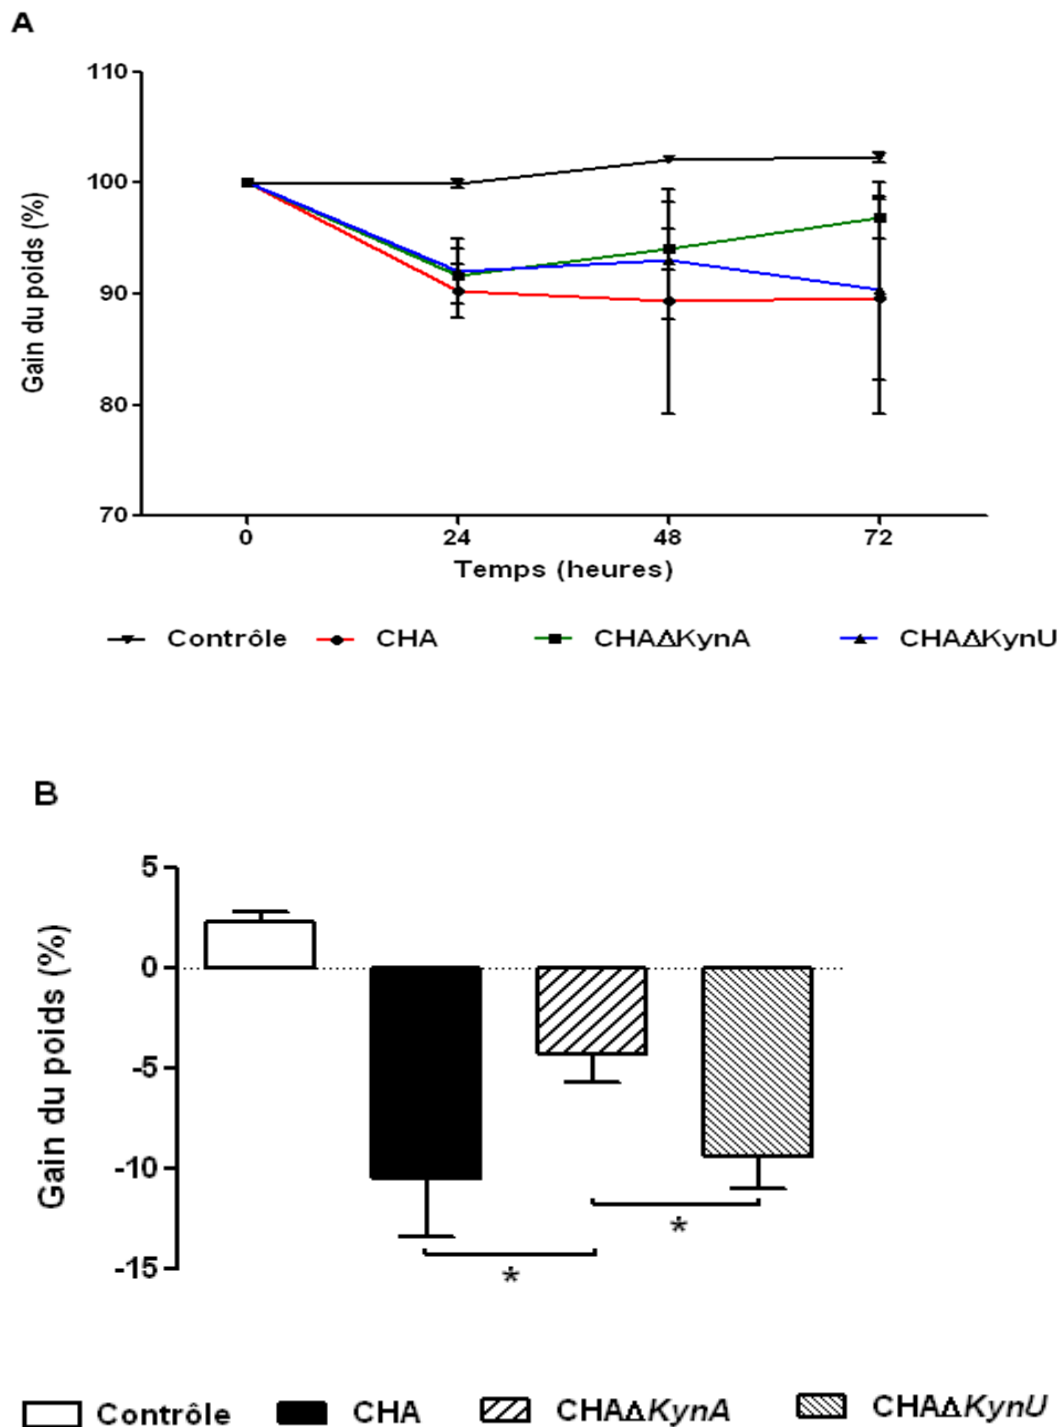 A
110
100
90
80
70
Gain du poids (%)
0 24 48 72
Temps (heures)
Contrôle CHA CHAΔKynA CHAΔKynU
B
5
0
-5
-10
-15
Gain du poids (%)
*
*
Contrôle CHA CHAΔKynA CHAΔKynU